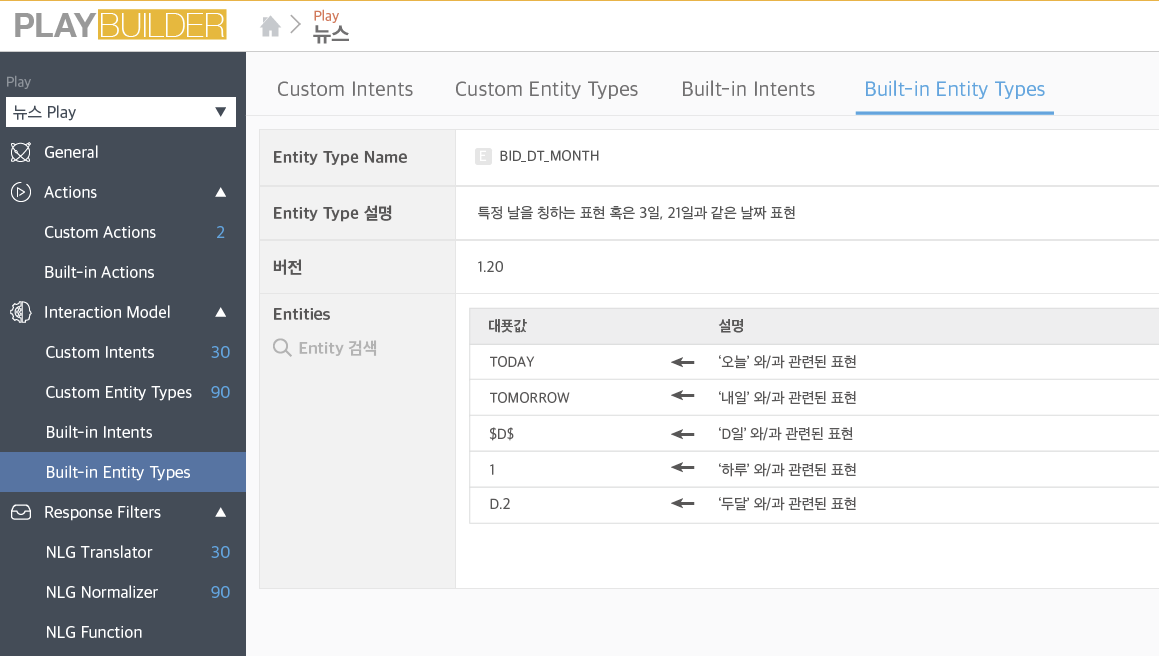 PLAYBUILDER
Play
뉴스
Play
뉴스 Play
General
Actions
Custom Actions 2
Built-in Actions
Interaction Model
Custom Intents 30
Custom Entity Types 90
Built-in Intents
Built-in Entity Types
Response Filters
NLG Translator 30
NLG Normalizer 90
NLG Function
Custom Intents Custom Entity Types Built-in Intents Built-in Entity Types
Entity Type Name E BID_DT_MONTH
Entity Type 설명 특정 날을 칭하는 표현 혹은 3일, 21일과 같은 날짜 표현
버전 1.20
Entities
Entity 검색
대푯값 설명
TODAY ‘오늘’ 와/과 관련된 표현
TOMORROW ‘내일’ 와/과 관련된 표현
$D$ ‘D일’ 와/과 관련된 표현
1 ‘하루’ 와/과 관련된 표현
D.2 ‘두달’ 와/과 관련된 표현